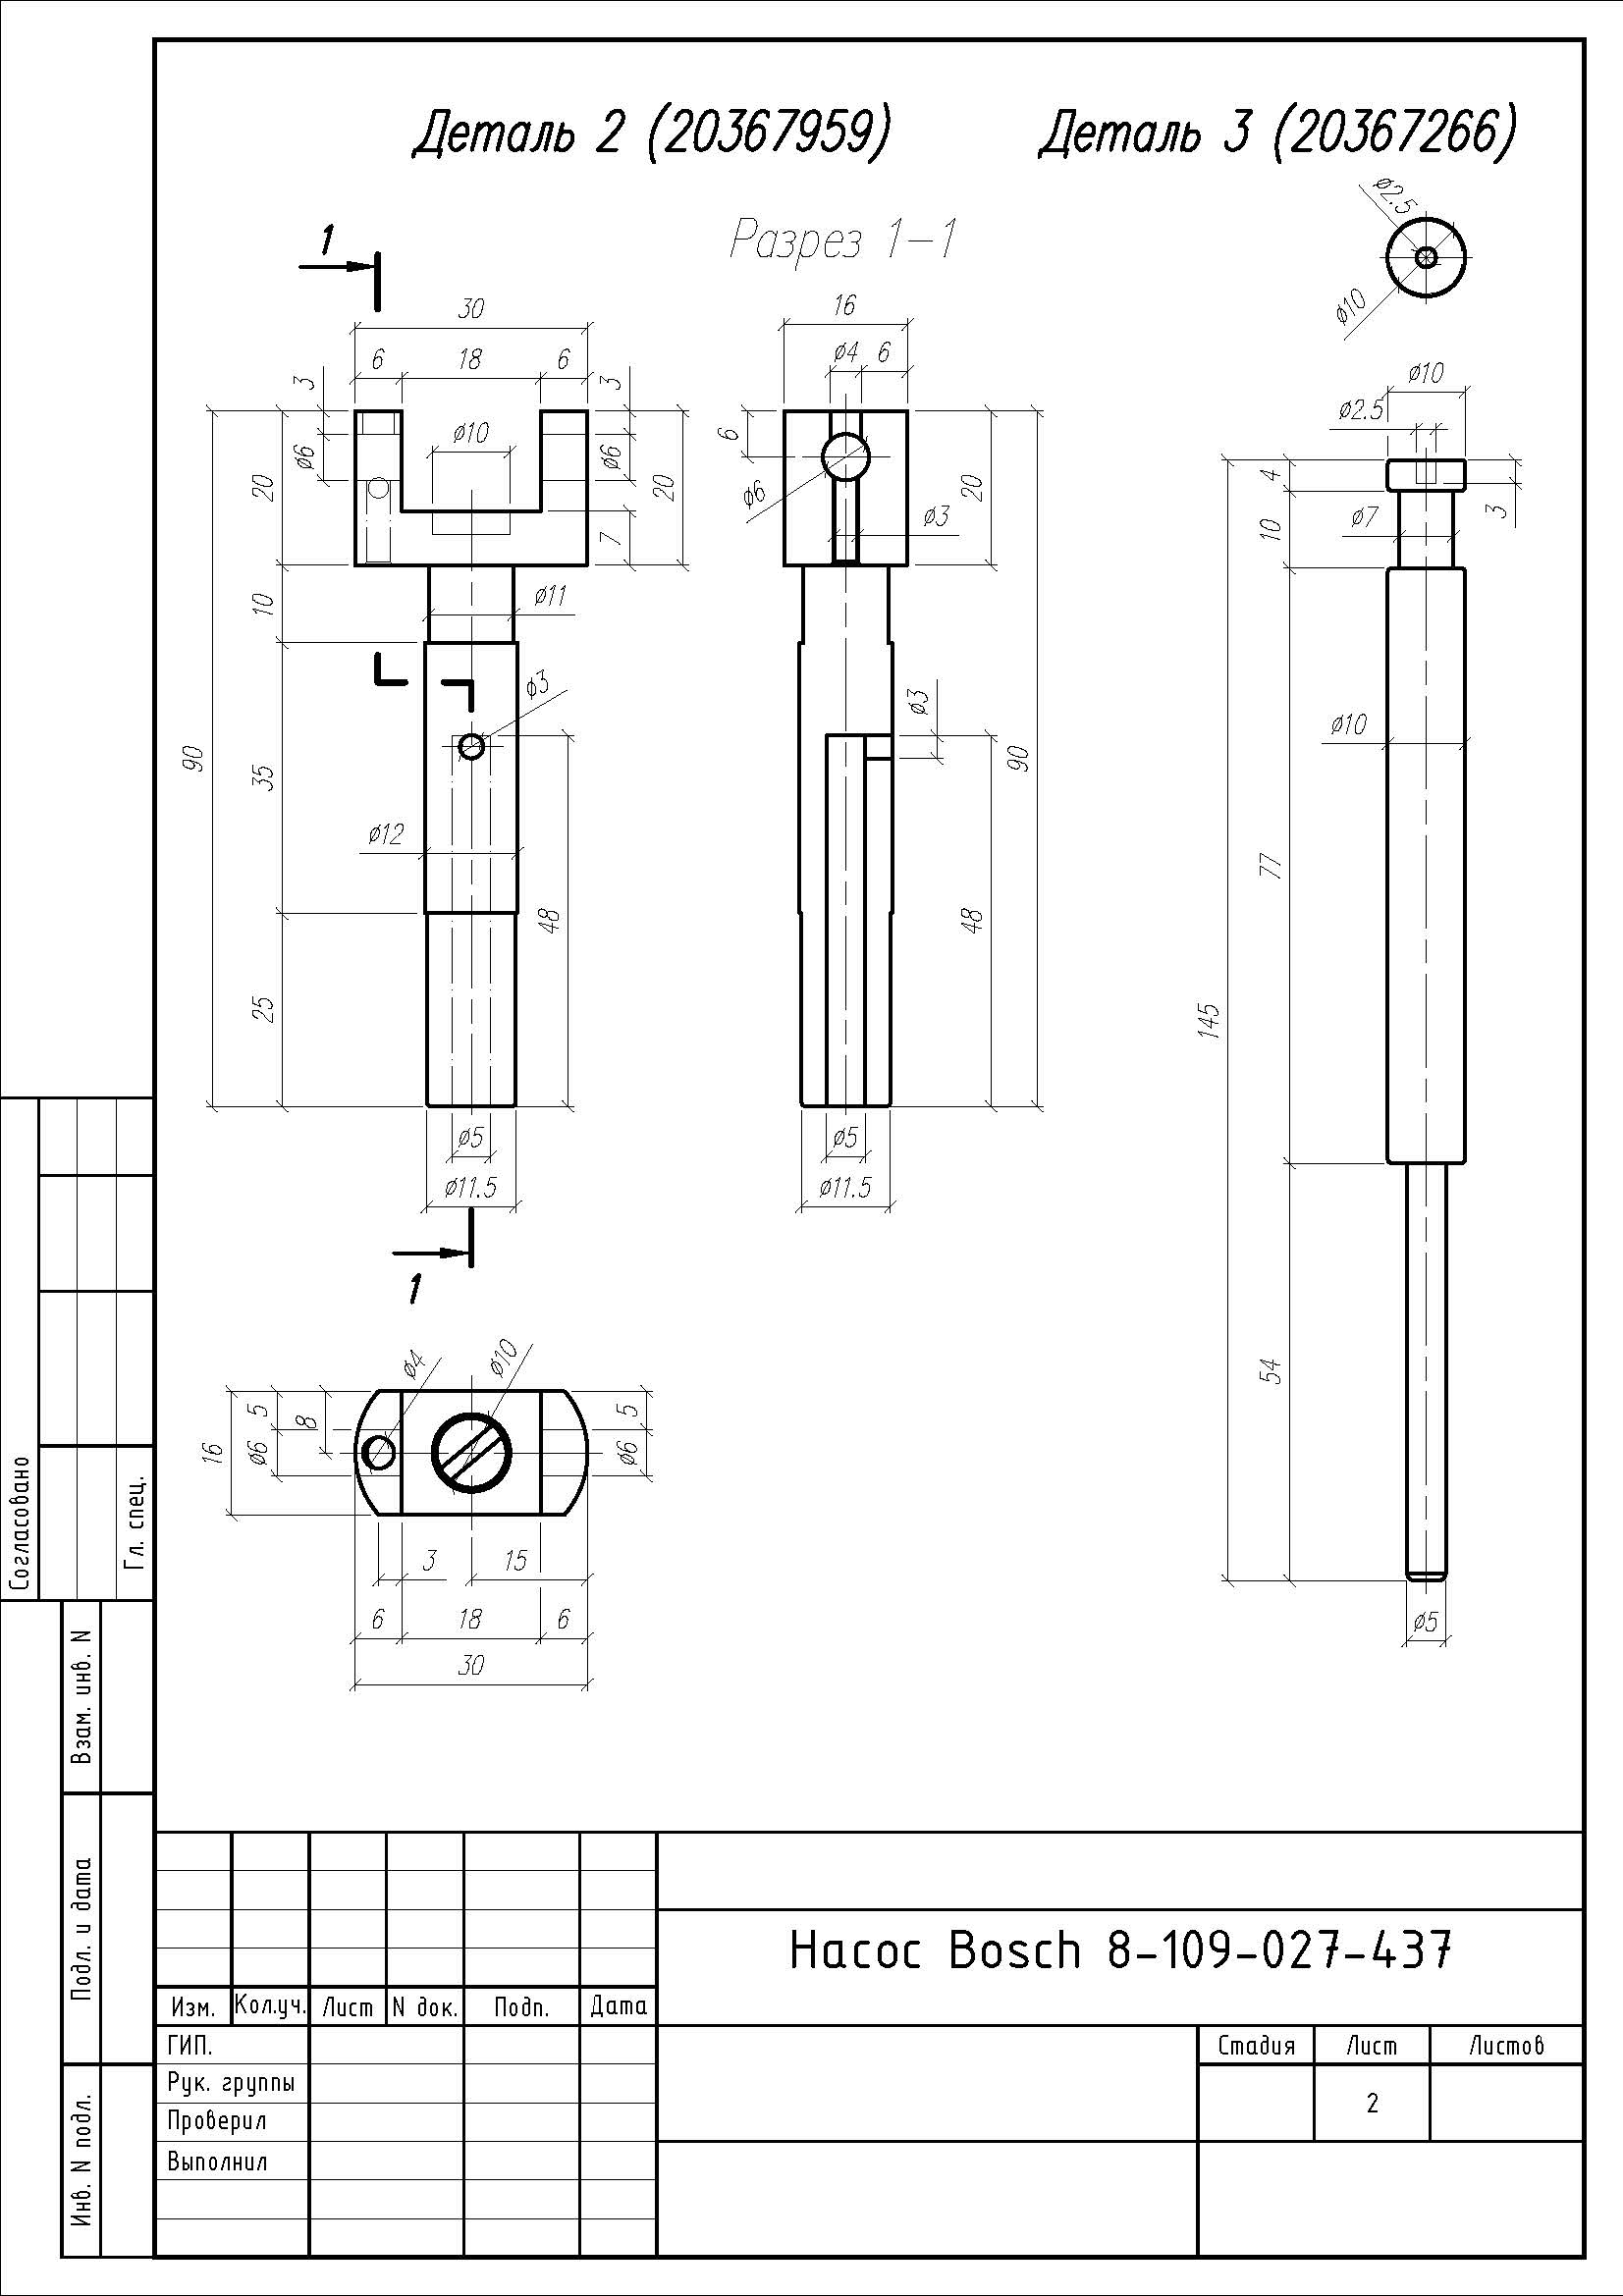 Деталь 2 (20367959)
Деталь 3 (20367266)
Разрез 1-1
1
30
6
18
6
3
3
ø6
ø10
ø6
20
20
7
10
ø11
ø3
90
35
ø12
48
25
ø5
ø11.5
1
16
ø4
6
6
ø6
ø3
20
ø3
90
48
ø5
ø11.5
ø2.5
ø10
ø10
ø2.5
4
3
10
ø7
ø10
77
145
54
ø5
ø4
ø10
5
8
16
ø6
5
ø6
3
15
6
18
6
30
Согласовано
Гл. спец.
Взам. инв. N
Подл. и дата
Инв. N подл.
Насос Bosch 8-109-027-437
Изм.
Кол.уч.
Лист
N док.
Подп.
Дата
ГИП.
Рук. группы
Проверил
Выполнил
Стадия
Лист
Листов
2